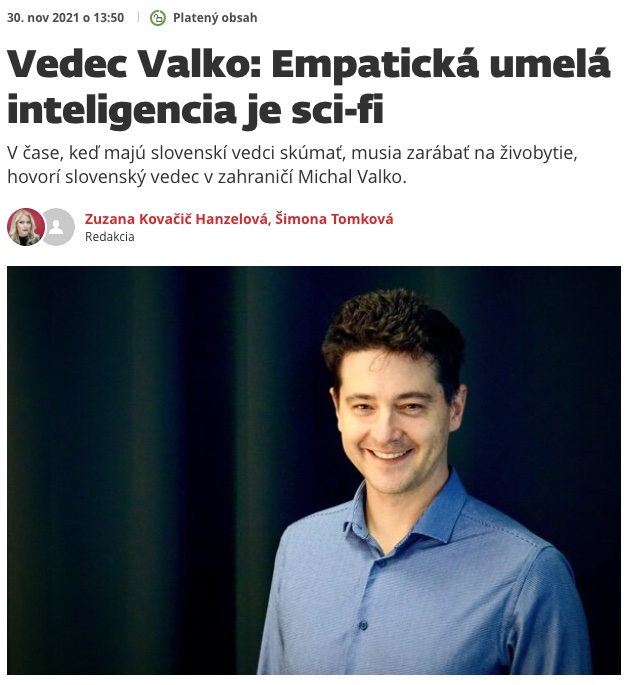 30. nov 2021 o 13:50 Platený obsah
Vedec Valko: Empatická umelá
inteligencia je sci-fi
V čase, keď majú slovenskí vedci skúmať, musia zarábať na živobytie,
hovorí slovenský vedec v zahraničí Michal Valko.
Zuzana Kovačič Hanzelová, Šimona Tomková
Redakcia